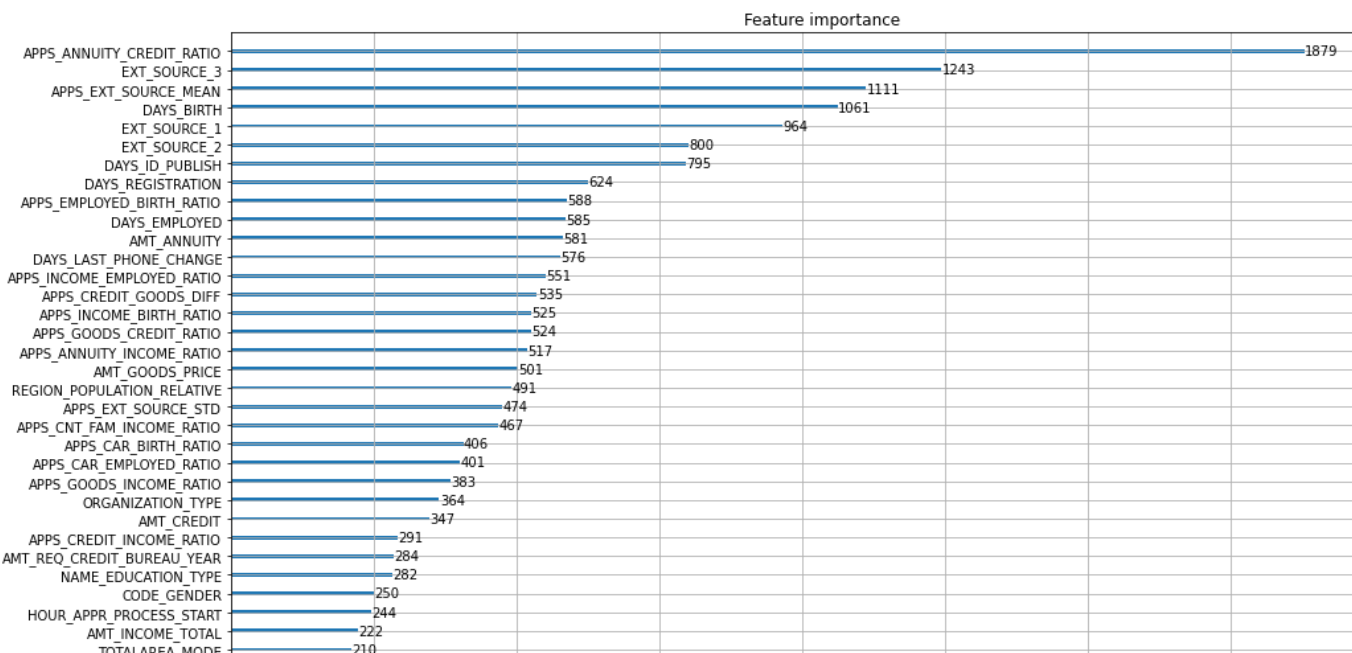 Feature importance
APPS_ANNUITY_CREDIT_RATIO 1879
EXT_SOURCE_3 1243
APPS_EXT_SOURCE_MEAN 1111
DAYS_BIRTH 1061
EXT_SOURCE_1 964
EXT_SOURCE_2 800
DAYS_ID_PUBLISH 795
DAYS_REGISTRATION 624
APPS_EMPLOYED_BIRTH_RATIO 588
DAYS_EMPLOYED 585
AMT_ANNUITY 581
DAYS_LAST_PHONE_CHANGE 576
APPS_INCOME_EMPLOYED_RATIO 551
APPS_CREDIT_GOODS_DIFF 535
APPS_INCOME_BIRTH_RATIO 525
APPS_GOODS_CREDIT_RATIO 524
APPS_ANNUITY_INCOME_RATIO 517
AMT_GOODS_PRICE 501
REGION_POPULATION_RELATIVE 491
APPS_EXT_SOURCE_STD 474
APPS_CNT_FAM_INCOME_RATIO 467
APPS_CAR_BIRTH_RATIO 406
APPS_CAR_EMPLOYED_RATIO 401
APPS_GOODS_INCOME_RATIO 383
ORGANIZATION_TYPE 364
AMT_CREDIT 347
APPS_CREDIT_INCOME_RATIO 291
AMT_REQ_CREDIT_BUREAU_YEAR 284
NAME_EDUCATION_TYPE 282
CODE_GENDER 250
HOUR_APPR_PROCESS_START 244
AMT_INCOME_TOTAL 222
TOTALAREA_MODE 210